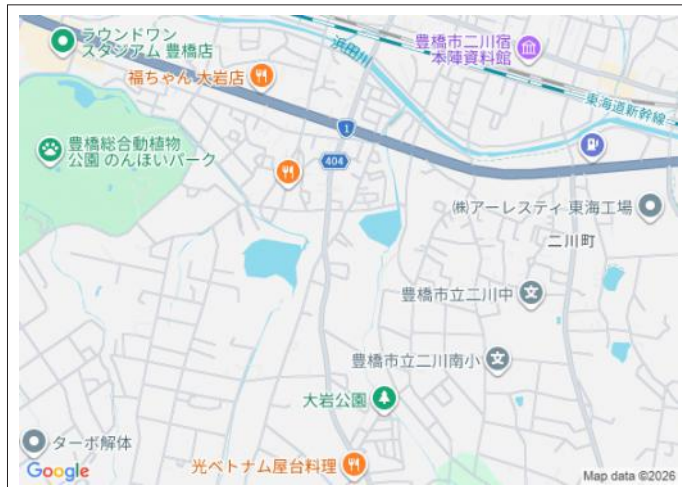 ラウンドワン
スタジアム 豊橋店
浜田川
豊橋市二川宿
本陣資料館
福ちゃん 大岩店
東海道新幹線
1
豊橋総合動植物
公園 のんほいパーク
404
㈱アーレスティ 東海工場
二川町
豊橋市立二川中
豊橋市立二川南小
大岩公園
ターボ解体
光ベトナム屋台料理
Google
Map data ©2026